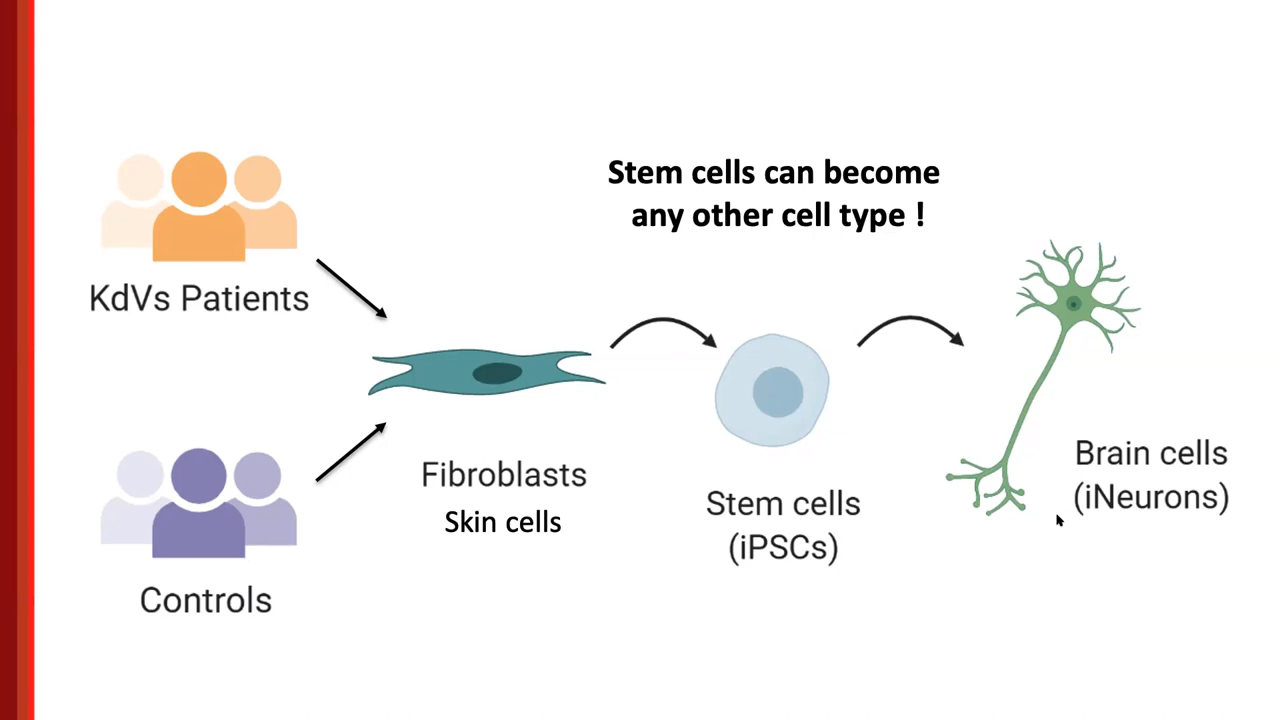 Stem cells can become
any other cell type !
KdVs Patients
Fibroblasts
Skin cells
Stem cells
(iPSCs)
Brain cells
(iNeurons)
Controls